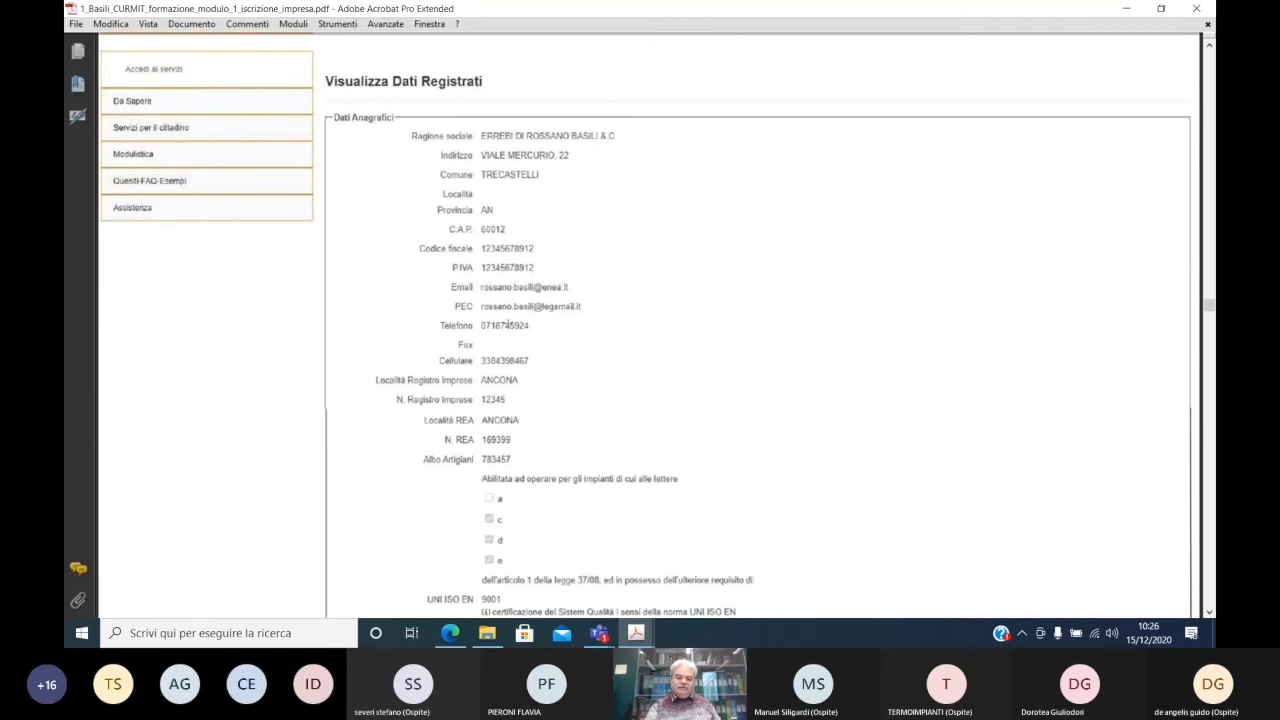 1_Basili_CURMIT_formazione_modulo_1_iscrizione_impresa.pdf - Adobe Acrobat Pro Extended
File Modifica Vista Documento Commenti Moduli Strumenti Avanzate Finestra ?
Accedi ai servizi
Da Sapere
Servizi per il cittadino
Modulistica
Quesiti-FAQ-Esempi
Assistenza
Visualizza Dati Registrati
Dati Anagrafici
Ragione sociale ERREBI DI ROSSANO BASILI & C
Indirizzo VIALE MERCURIO, 22
Comune TRECASTELLI
Località
Provincia AN
C.A.P. 60012
Codice fiscale 12345678912
P.IVA 12345678912
Email rossano.basili@enea.it
PEC rossano.basili@legamail.it
Telefono 0718745924
Fax
Cellulare 3384398467
Località Registro Imprese ANCONA
N. Registro Imprese 12345
Località REA ANCONA
N. REA 169399
Albo Artigiani 783457
Abilitata ad operare per gli impianti di cui alle lettere
a
c
d
e
dell'articolo 1 della legge 37/08, ed in possesso dell'ulteriore requisito di:
UNI ISO EN 9001
(i) certificazione del Sistem Qualità i sensi della norma UNI ISO EN
Scrivi qui per eseguire la ricerca
10:26
15/12/2020
+16 TS AG CE ID SS PF MS T DG DG
severi stefano (Ospite) PIERONI FLAVIA Manuel Siligardi (Ospite) TERMOIMPIANTI (Ospite) Dorotea Giuliodori de angelis guido (Ospite)